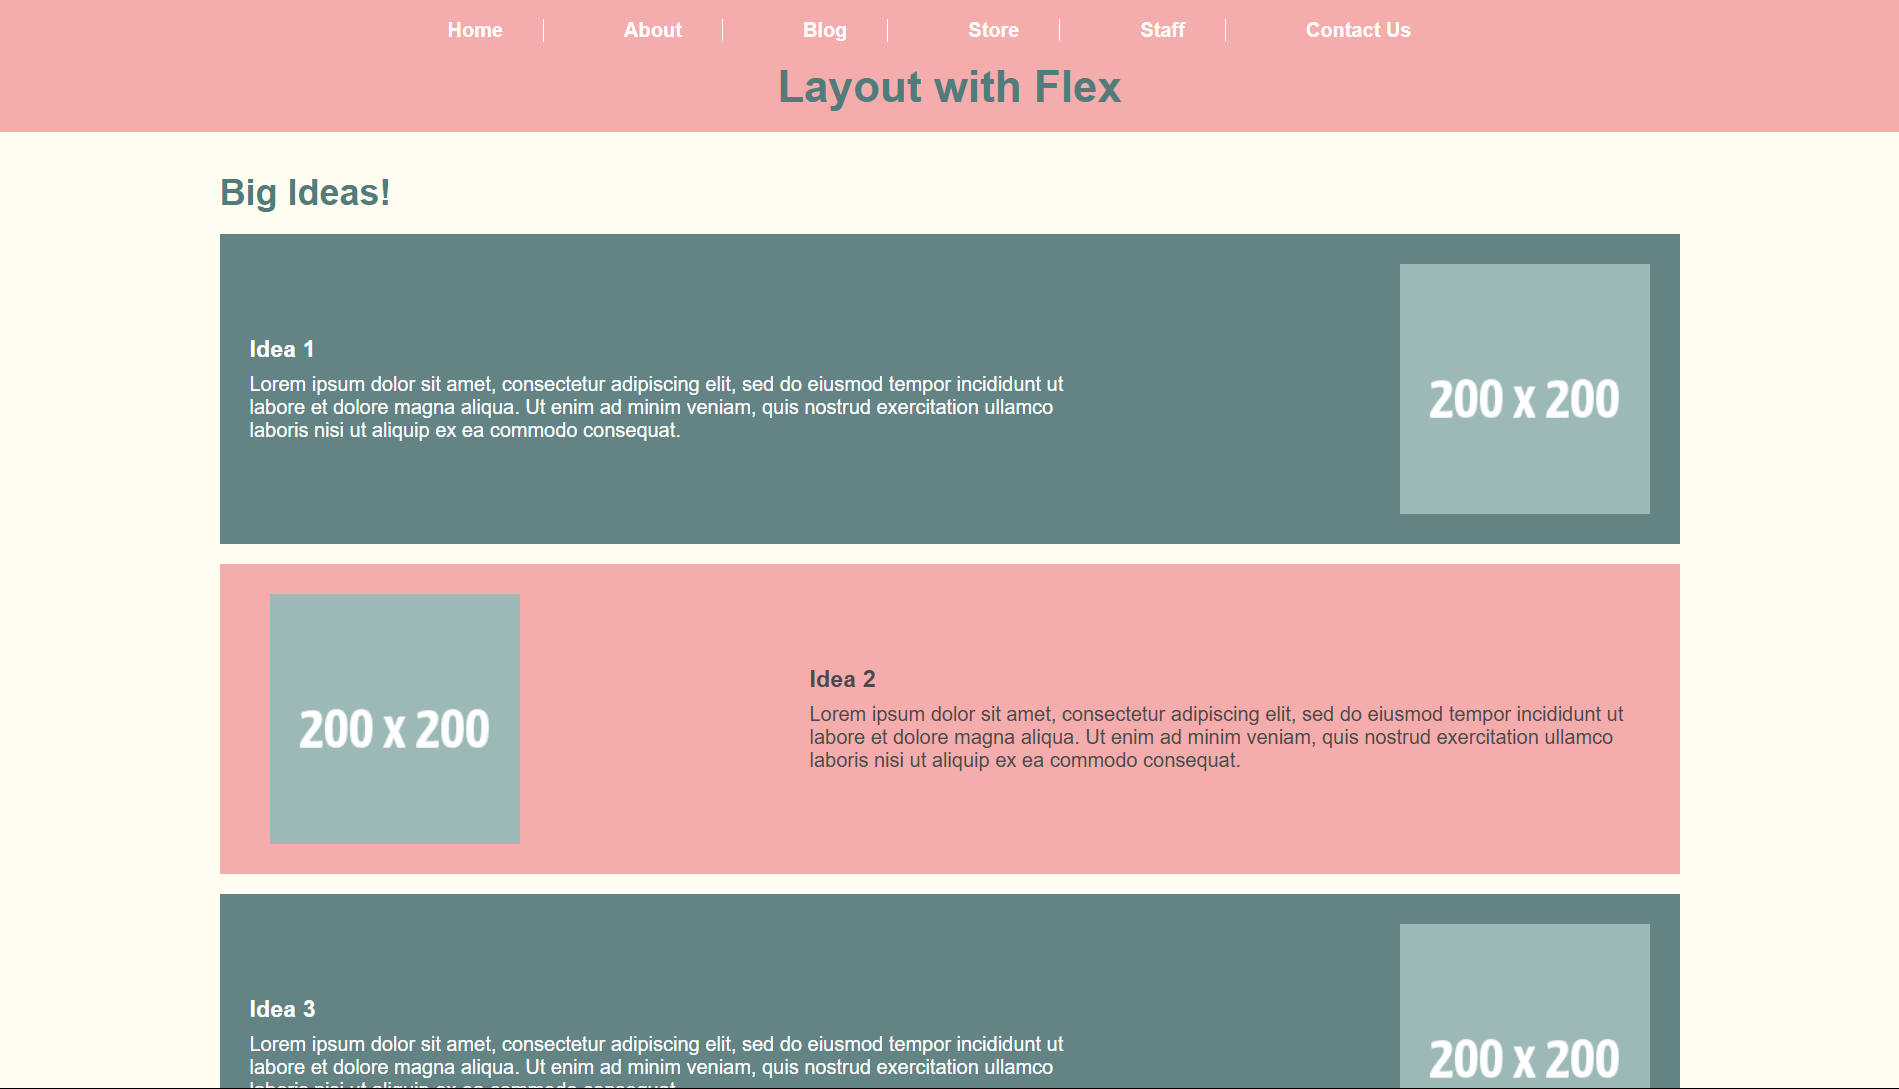 Home About Blog Store Staff Contact Us
Layout with Flex
Big Ideas!
Idea 1
Lorem ipsum dolor sit amet, consectetur adipiscing elit, sed do eiusmod tempor incididunt ut
labore et dolore magna aliqua. Ut enim ad minim veniam, quis nostrud exercitation ullamco
laboris nisi ut aliquip ex ea commodo consequat.
200 x 200
200 x 200
Idea 2
Lorem ipsum dolor sit amet, consectetur adipiscing elit, sed do eiusmod tempor incididunt ut
labore et dolore magna aliqua. Ut enim ad minim veniam, quis nostrud exercitation ullamco
laboris nisi ut aliquip ex ea commodo consequat.
Idea 3
Lorem ipsum dolor sit amet, consectetur adipiscing elit, sed do eiusmod tempor incididunt ut
labore et dolore magna aliqua. Ut enim ad minim veniam, quis nostrud exercitation ullamco
200 x 200